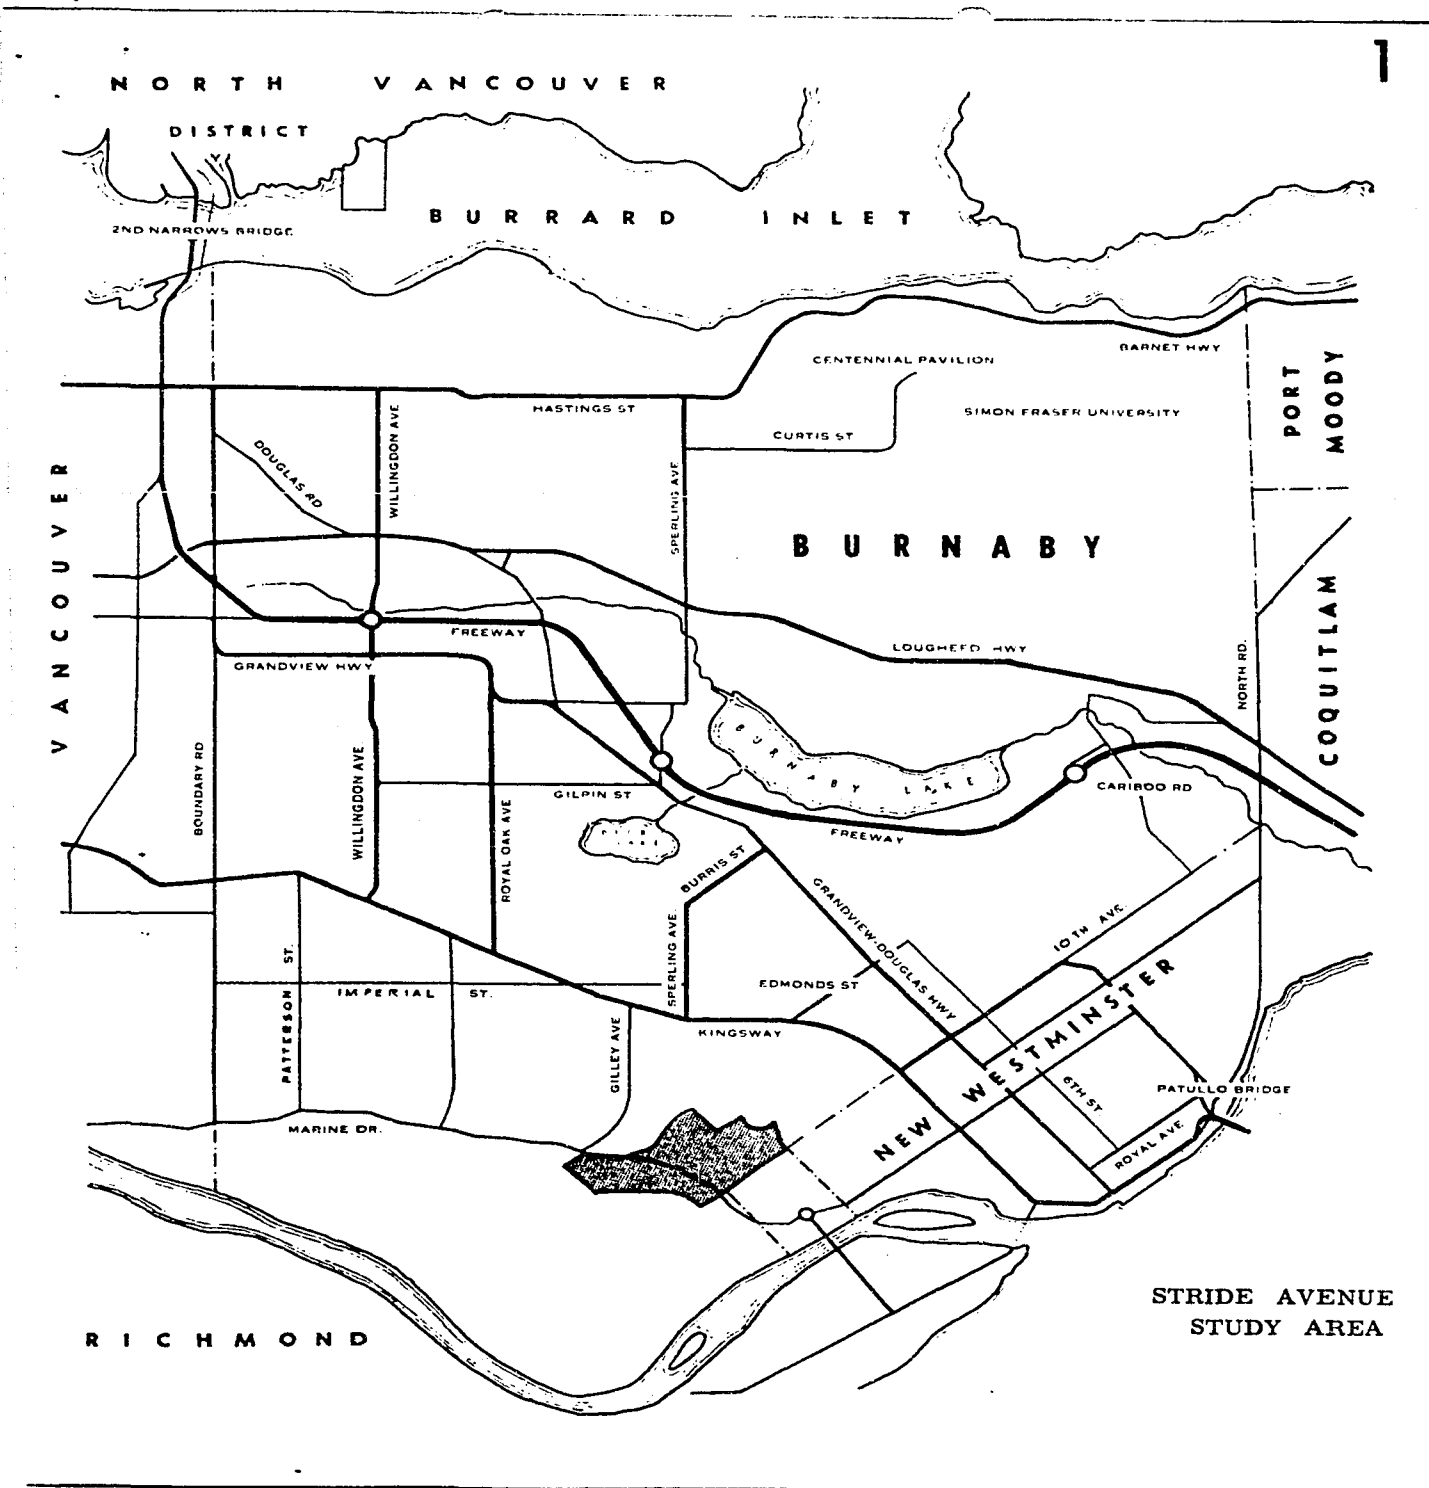 1
NORTH VANCOUVER
DISTRICT
BURRARD INLET
2ND NARROWS BRIDGE
BARNET HWY
CENTENNIAL PAVILION
HASTINGS ST
SIMON FRASER UNIVERSITY
PORT
MOODY
CURTIS ST
WILLINGDON AVE
DOUGLAS RD
SPERLING AVE
VANCOUVER
BURNABY
COQUITLAM
FREEWAY
LOUGHEED HWY
GRANDVIEW HWY
NORTH RD.
BURNABY LAKE
BOUNDARY RD
WILLINGDON AVE
GILPIN ST
ROYAL OAK AVE
CARIBOO RD
FREEWAY
LAKE
BURRIS ST
GRANDVIEW-DOUGLAS HWY
10TH AVE.
SPERLING AVE.
EDMONDS ST
PATTERSON ST.
IMPERIAL ST.
KINGSWAY
GILLEY AVE
NEW WESTMINSTER
6TH ST
PATULLO BRIDGE
MARINE DR.
ROYAL AVE
STRIDE AVENUE
STUDY AREA
RICHMOND